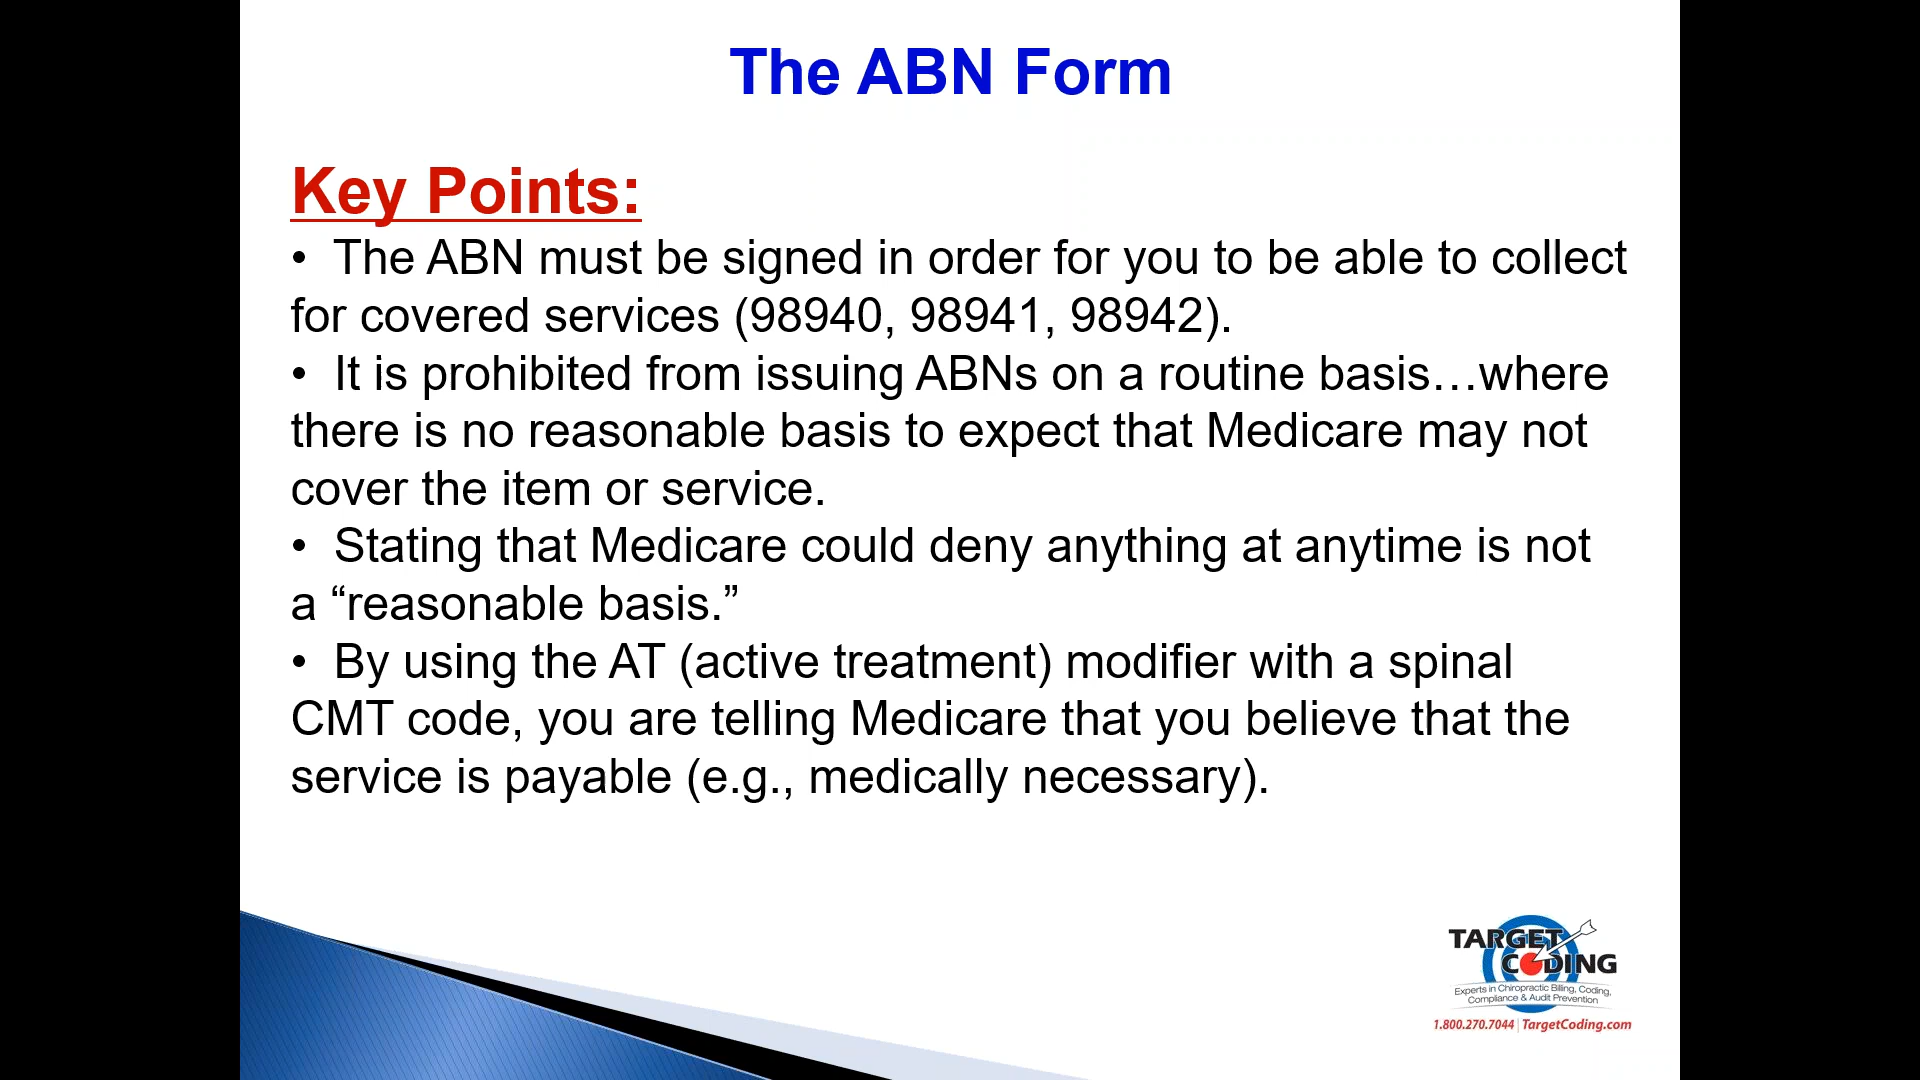 The ABN Form
Key Points:
• The ABN must be signed in order for you to be able to collect
for covered services (98940, 98941, 98942).
• It is prohibited from issuing ABNs on a routine basis…where
there is no reasonable basis to expect that Medicare may not
cover the item or service.
• Stating that Medicare could deny anything at anytime is not
a “reasonable basis.”
• By using the AT (active treatment) modifier with a spinal
CMT code, you are telling Medicare that you believe that the
service is payable (e.g., medically necessary).
TARGET
CODING
Experts in Chiropractic Billing, Coding,
Compliance & Audit Prevention
1.800.270.7044 | TargetCoding.com